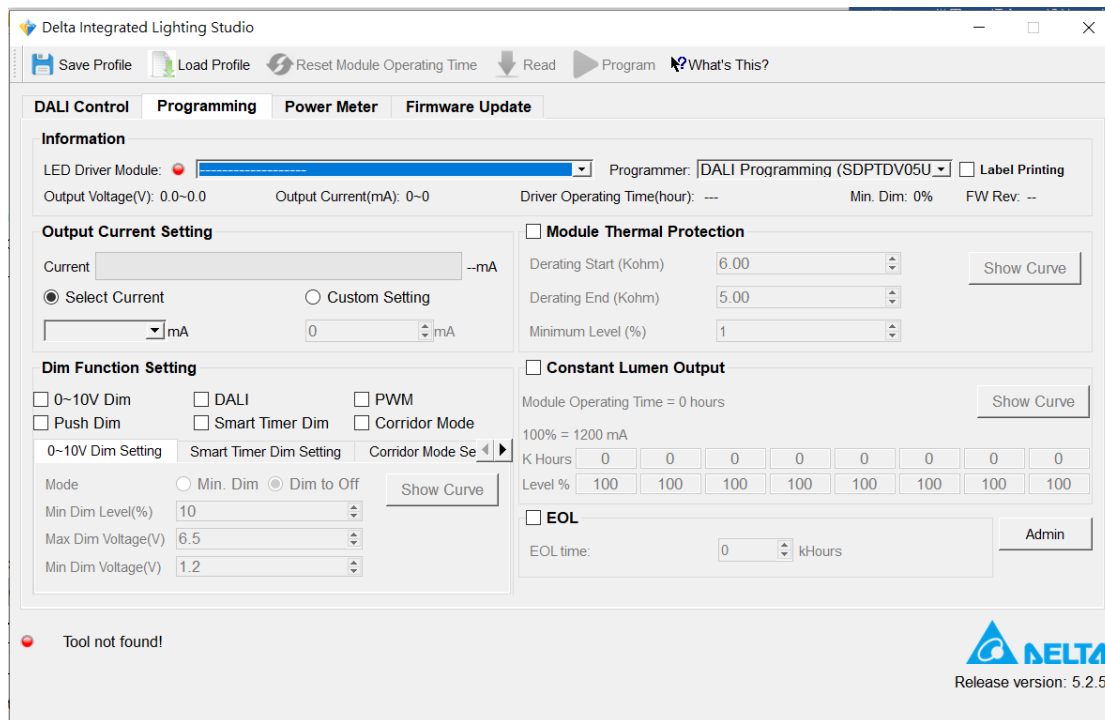 Delta Integrated Lighting Studio
Save Profile Load Profile Reset Module Operating Time Read Program What's This?
DALI Control Programming Power Meter Firmware Update
Information
LED Driver Module: ------------------- Programmer: DALI Programming (SDPTDV05U Label Printing
Output Voltage(V): 0.0~0.0 Output Current(mA): 0~0 Driver Operating Time(hour): --- Min. Dim: 0% FW Rev: --
Output Current Setting
Current --mA
Select Current Custom Setting
mA 0 mA
Module Thermal Protection
Derating Start (Kohm) 6.00 Show Curve
Derating End (Kohm) 5.00
Minimum Level (%) 1
Dim Function Setting
0~10V Dim DALI PWM
Push Dim Smart Timer Dim Corridor Mode
0~10V Dim Setting Smart Timer Dim Setting Corridor Mode Se
Mode Min. Dim Dim to Off Show Curve
Min Dim Level(%) 10
Max Dim Voltage(V) 6.5
Min Dim Voltage(V) 1.2
Constant Lumen Output
Module Operating Time = 0 hours Show Curve
100% = 1200 mA
K Hours 0 0 0 0 0 0 0 0
Level % 100 100 100 100 100 100 100 100
EOL
EOL time: 0 kHours
Admin
Tool not found!
DELTA
Release version: 5.2.5